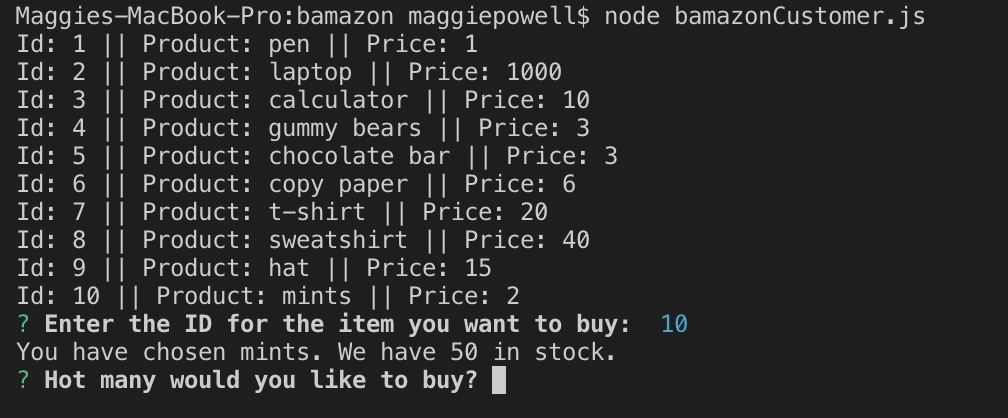 Maggies-MacBook-Pro:bamazon maggiepowell$ node bamazonCustomer.js
Id: 1 || Product: pen || Price: 1
Id: 2 || Product: laptop || Price: 1000
Id: 3 || Product: calculator || Price: 10
Id: 4 || Product: gummy bears || Price: 3
Id: 5 || Product: chocolate bar || Price: 3
Id: 6 || Product: copy paper || Price: 6
Id: 7 || Product: t-shirt || Price: 20
Id: 8 || Product: sweatshirt || Price: 40
Id: 9 || Product: hat || Price: 15
Id: 10 || Product: mints || Price: 2
? Enter the ID for the item you want to buy:  10
You have chosen mints. We have 50 in stock.
? Hot many would you like to buy?